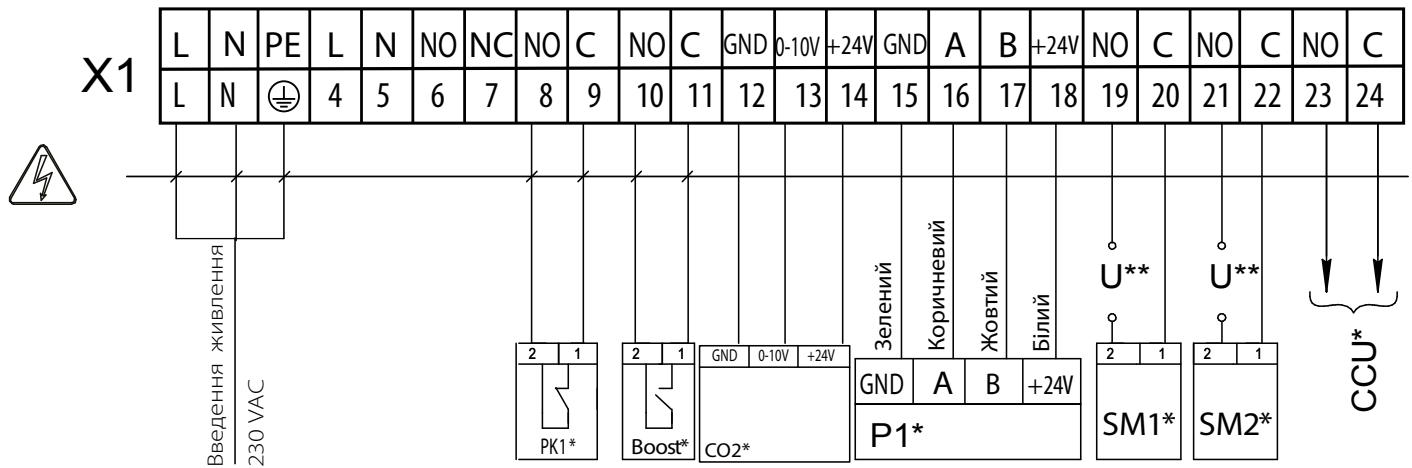 X1
L N PE L N NO NC NO C NO C GND 0-10V +24V GND A B +24V NO C NO C NO C
L N 4 5 6 7 8 9 10 11 12 13 14 15 16 17 18 19 20 21 22 23 24
Введення живлення
230 VAC
2 1
PK1*
2 1
Boost*
GND 0-10V +24V
CO2*
Зелений
Коричневий
Жовтий
Білий
GND A B +24V
P1*
U**
2 1
SM1*
U**
2 1
SM2*
CCU*